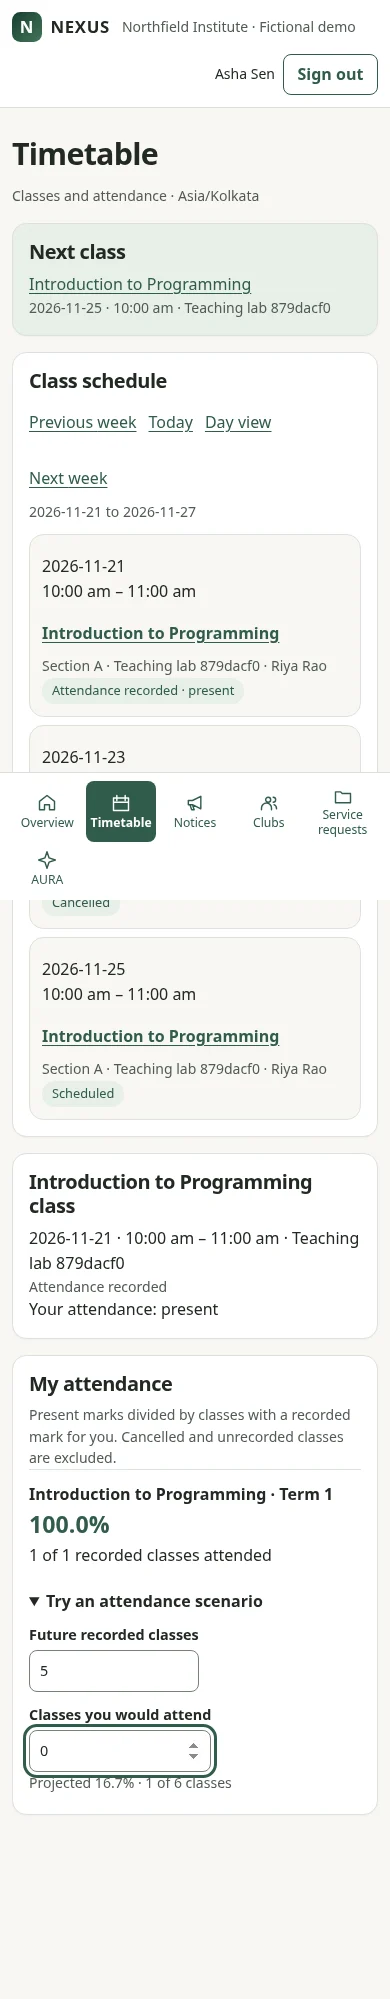 N NEXUS Northfield Institute · Fictional demo
Asha Sen Sign out
Timetable
Classes and attendance · Asia/Kolkata
Next class
Introduction to Programming
2026-11-25 · 10:00 am · Teaching lab 879dacf0
Class schedule
Previous week Today Day view
Next week
2026-11-21 to 2026-11-27
2026-11-21
10:00 am – 11:00 am
Introduction to Programming
Section A · Teaching lab 879dacf0 · Riya Rao
Attendance recorded · present
2026-11-23
Overview Timetable Notices Clubs Service requests
AURA
Cancelled
2026-11-25
10:00 am – 11:00 am
Introduction to Programming
Section A · Teaching lab 879dacf0 · Riya Rao
Scheduled
Introduction to Programming
class
2026-11-21 · 10:00 am – 11:00 am · Teaching
lab 879dacf0
Attendance recorded
Your attendance: present
My attendance
Present marks divided by classes with a recorded
mark for you. Cancelled and unrecorded classes
are excluded.
Introduction to Programming · Term 1
100.0%
1 of 1 recorded classes attended
▼ Try an attendance scenario
Future recorded classes
5
Classes you would attend
0
Projected 16.7% · 1 of 6 classes